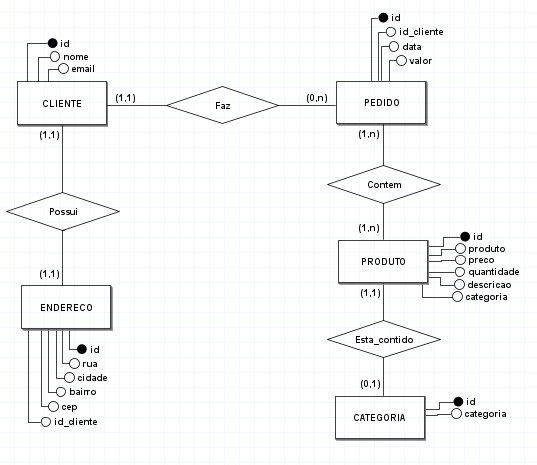 id
id_cliente
data
valor
id
nome
email
CLIENTE
(1,1)
Faz
(0,n)
PEDIDO
(1,1)
(1,n)
Possui
Contem
(1,n)
(1,1)
ENDERECO
PRODUTO
id
produto
preco
quantidade
descricao
categoria
(1,1)
Esta_contido
(0,1)
id
rua
cidade
bairro
cep
id_cliente
CATEGORIA
id
categoria